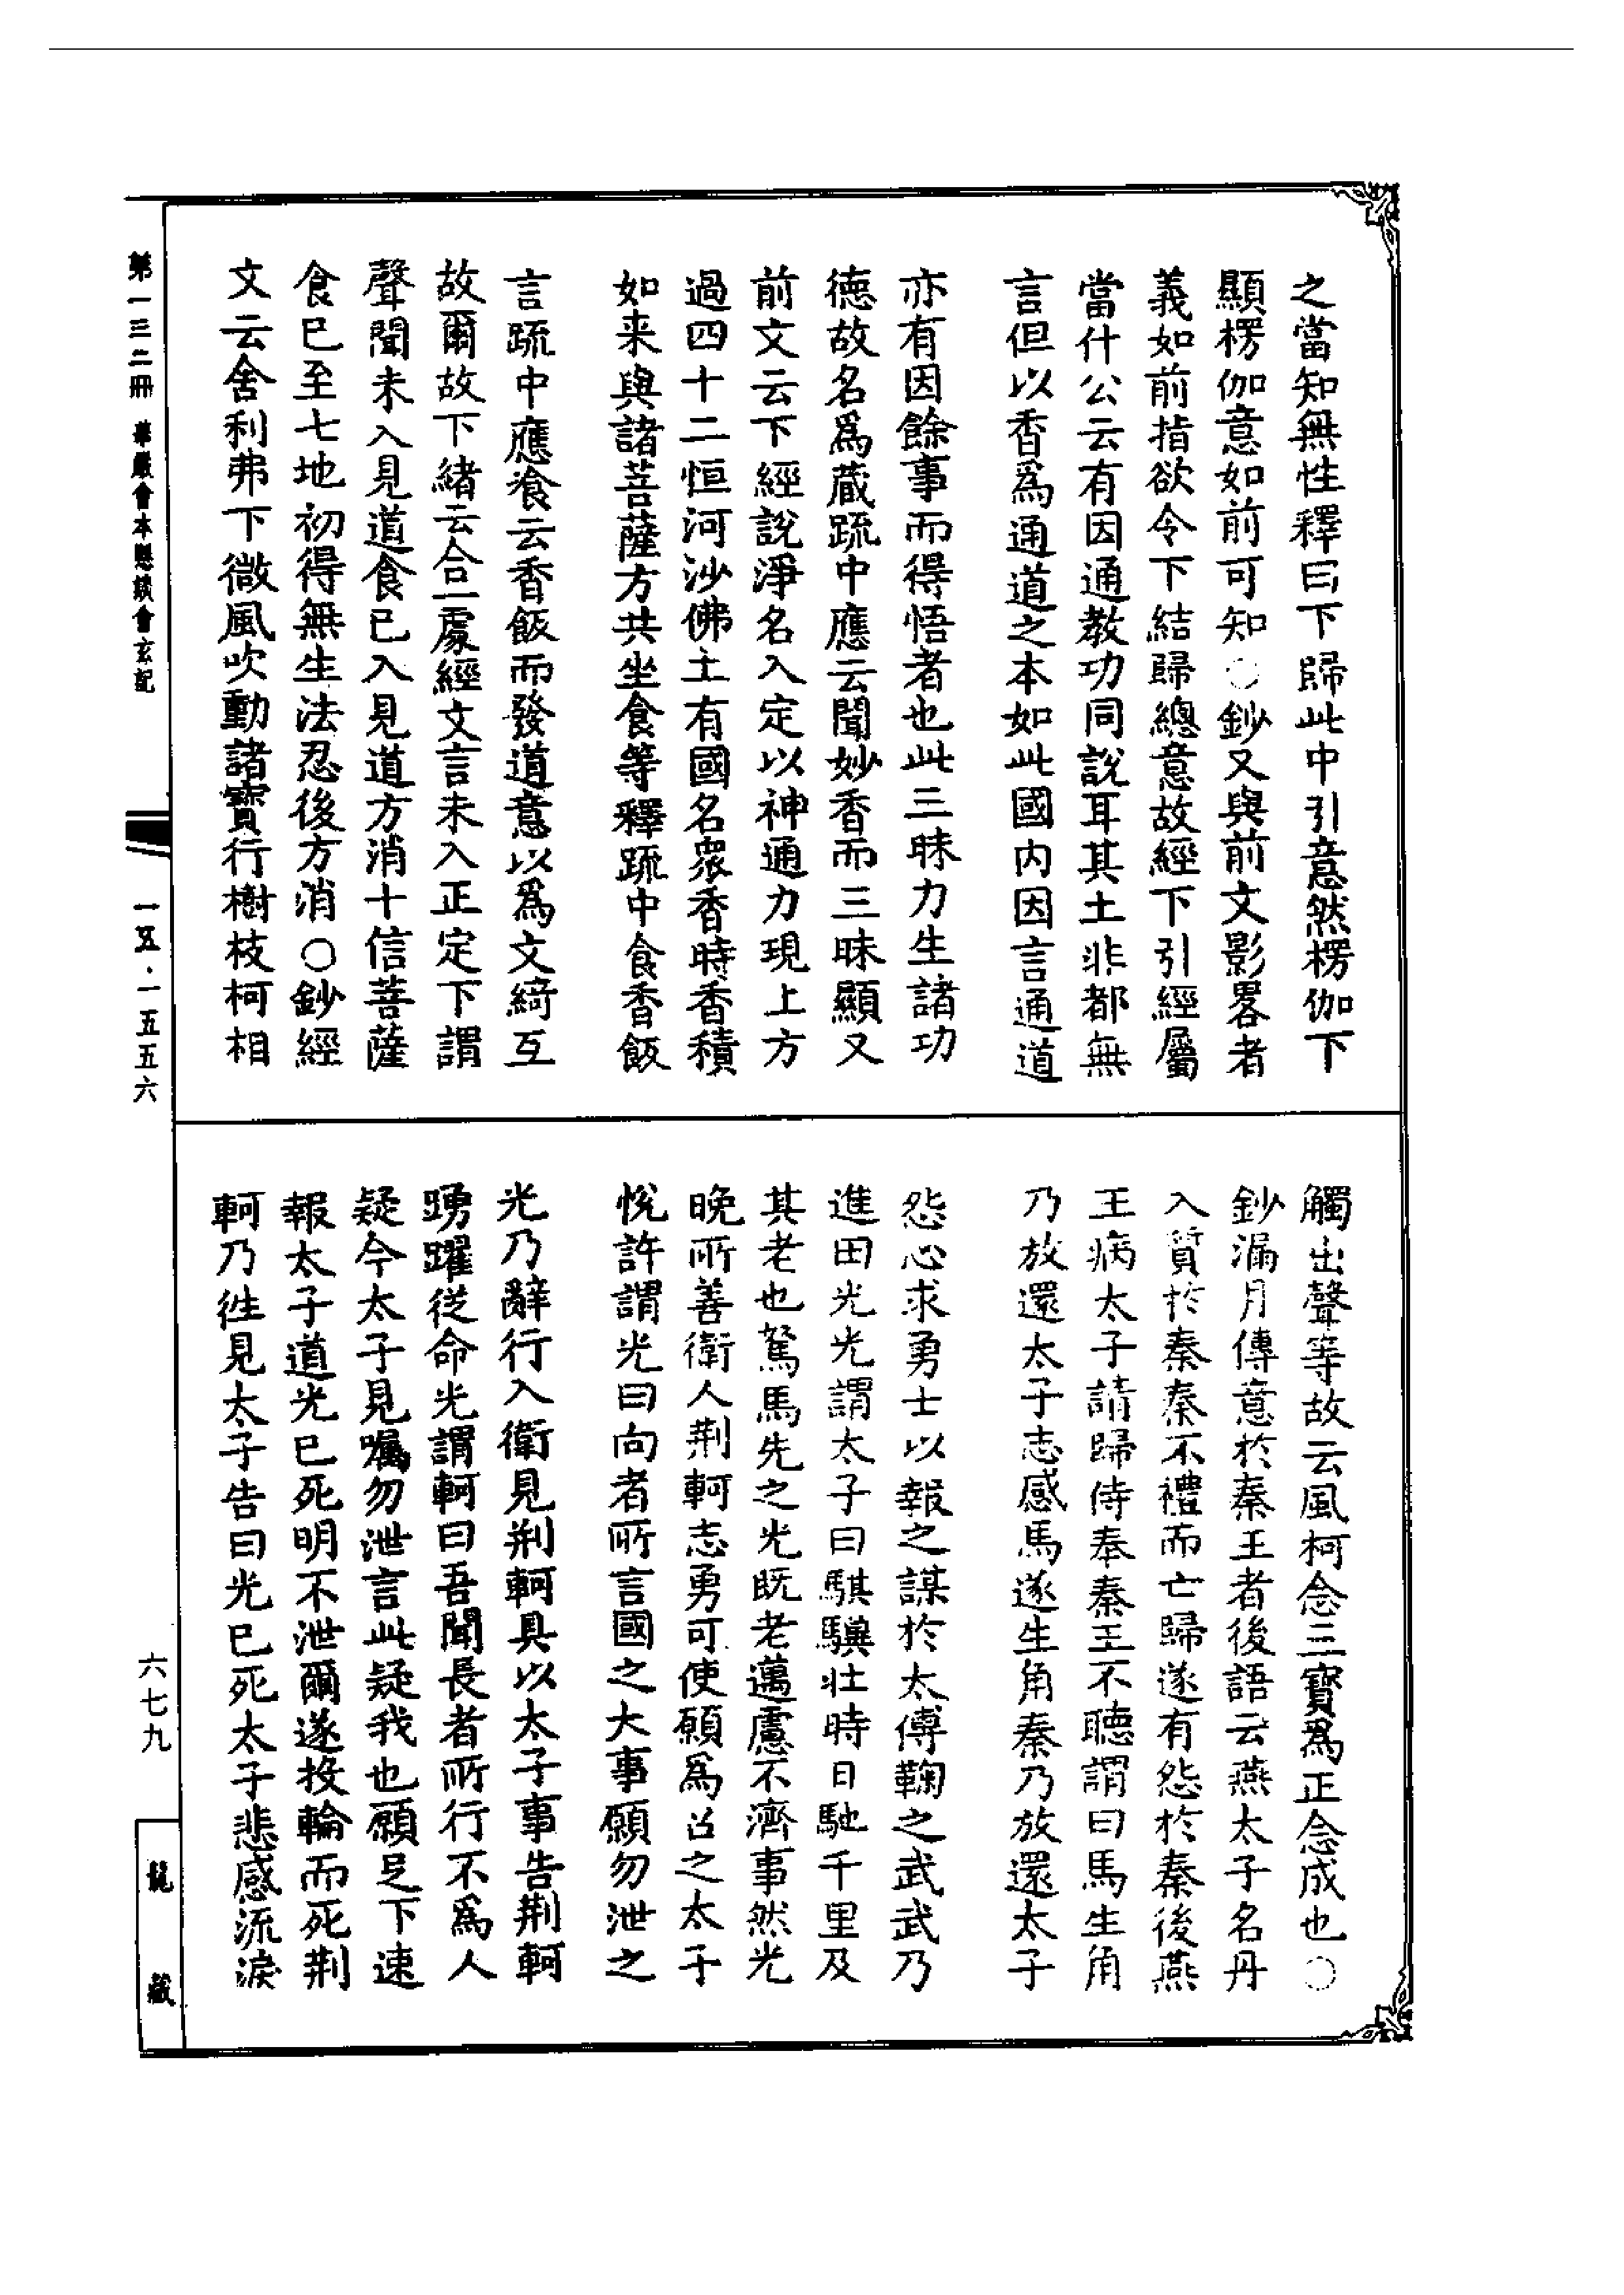 之當知無性釋曰下歸此中引意然楞伽下
顯楞伽意如前可知○鈔又與前文影畧者
義如前指欲令下結歸總意故經下引經屬
當什公云有因通教功同說耳其土非都無
言但以香爲通道之本如此國内因言通道
亦有因餘事而得悟者也此三昧力生諸功
德故名爲蔵䟽中應云聞妙香而三昧顯又
前文云下經說淨名入定以神通力現上方
過四十二恒河沙佛土有國名衆香時香積
如来與諸菩薩方共坐食等釋䟽中食香飯
言䟽中應飡云香飯而發道意以爲文綺互
故爾故下緒云合一處經文言未入正定下謂
聲聞未入見道食已入見道方消十信菩薩
食已至七地初得無生法忍後方消○鈔經
文云舍利弗下微風吹動諸寶行樹枝柯相
觸出聲等故云風柯念三寶爲正念成也○
鈔漏月傳意於秦王者後語云燕太子名丹
入質於秦秦不禮而亡歸遂有怨於秦後燕
王病太子請歸侍奉秦王不聽謂曰馬生角
乃放還太子志感馬遂生角秦乃放還太子
怨心求勇士以報之謀於太傅鞠之武武乃
進田光光謂太子曰騏驥壯時日馳千里及
其老也駑馬先之光既老邁慮不濟事然光
晩所善衛人荆軻志勇可使願爲召之太子
悅許謂光曰向者所言國之大事願勿泄之
光乃辭行入衛見荆軻具以太子事告荆軻
踴躍從命光謂軻曰吾聞長者所行不爲人
疑今太子見囑勿泄言此疑我也願足下速
報太子道光已死明不泄爾遂投輪而死荆
軻乃徃見太子告曰光已死太子悲感流淚
第一三二冊 華嚴會本懸談會玄記
一五·一五五六
六七九
龍藏